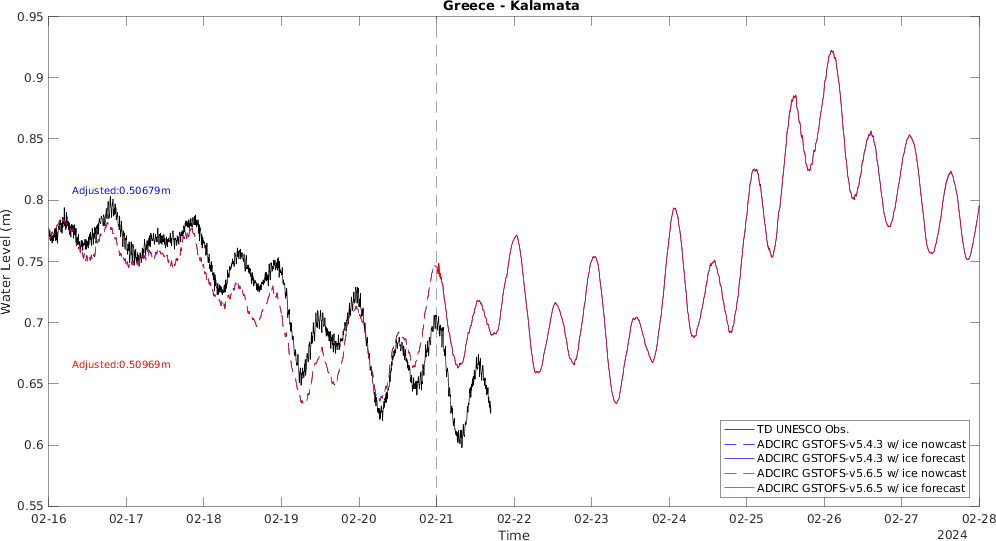 Greece - Kalamata
0.95
0.9
0.85
0.8
0.75
0.7
0.65
0.6
0.55
Water Level (m)
Adjusted:0.50679m
Adjusted:0.50969m
TD UNESCO Obs.
ADCIRC GSTOFS-v5.4.3 w/ ice nowcast
ADCIRC GSTOFS-v5.4.3 w/ ice forecast
ADCIRC GSTOFS-v5.6.5 w/ ice nowcast
ADCIRC GSTOFS-v5.6.5 w/ ice forecast
02-16 02-17 02-18 02-19 02-20 02-21 02-22 02-23 02-24 02-25 02-26 02-27 02-28
Time
2024